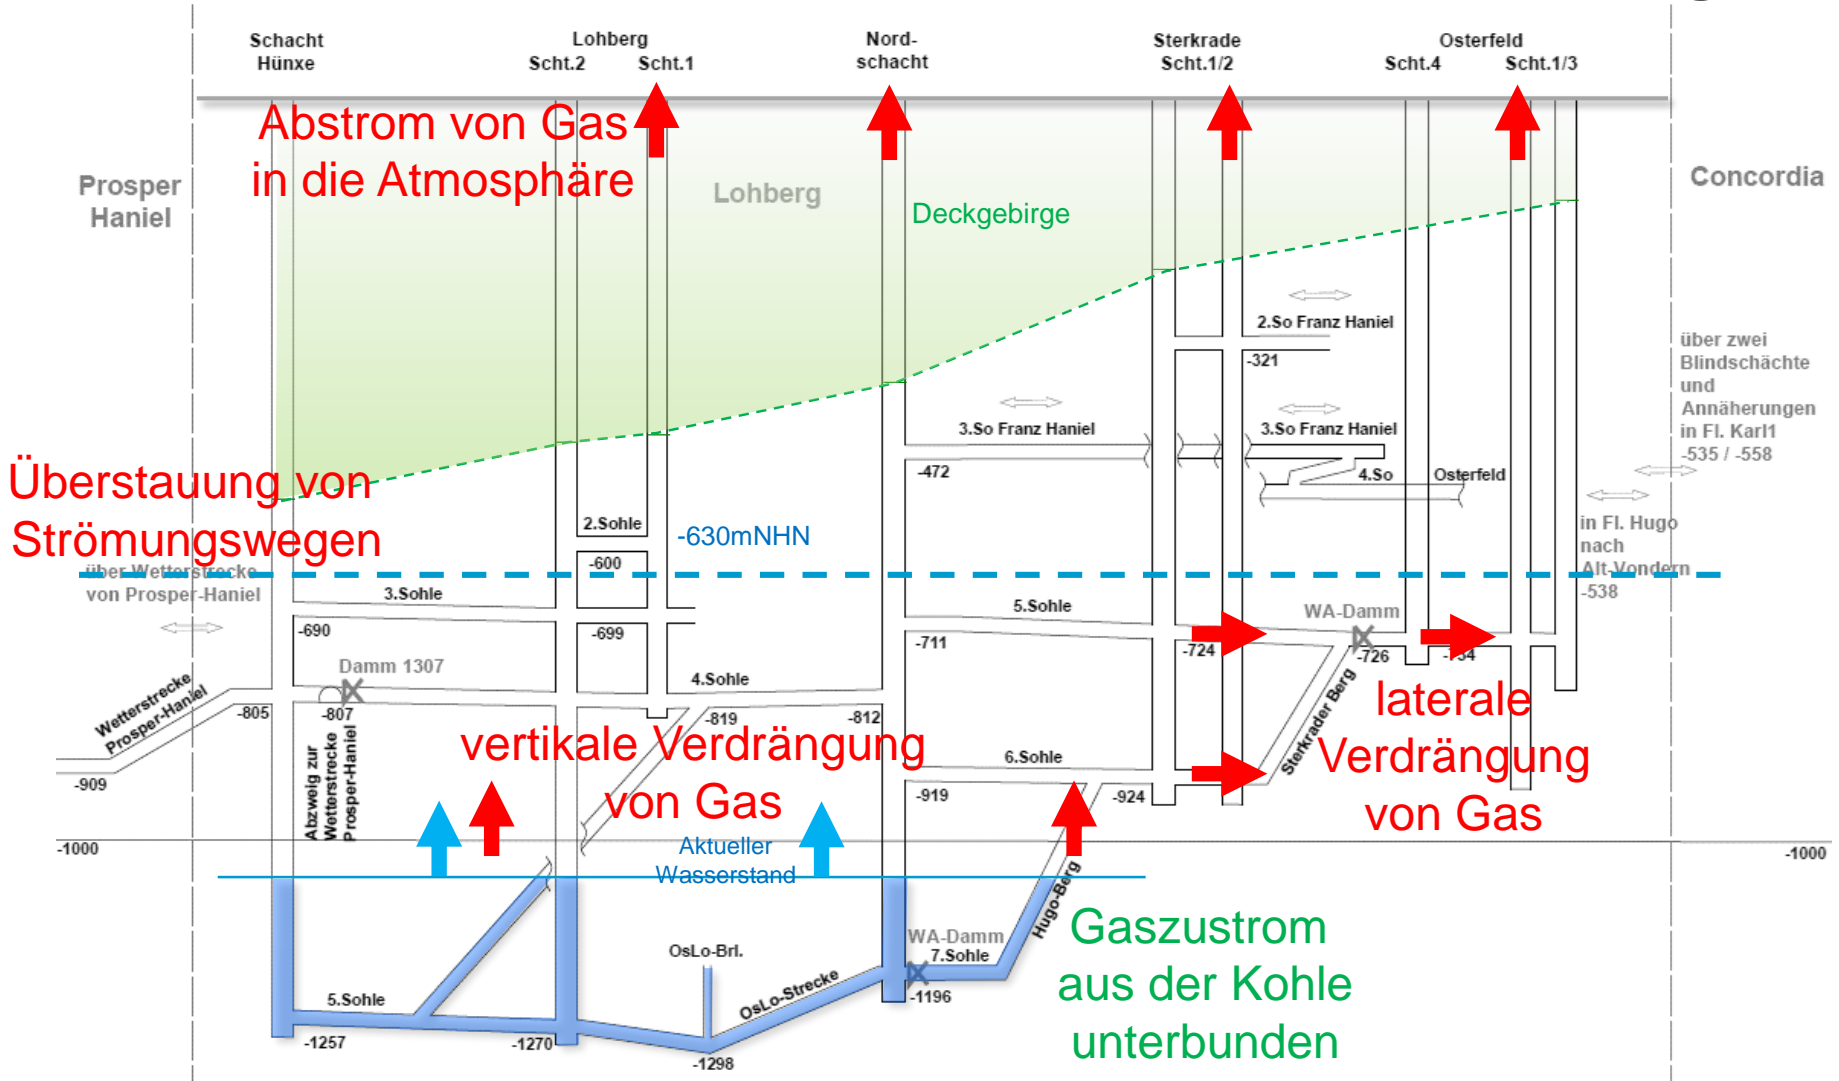 Schacht
Hünxe
Lohberg
Scht.2
Scht.1
Nord-
schacht
Sterkrade
Scht.1/2
Osterfeld
Scht.4
Scht.1/3
Abstrom von Gas
in die Atmosphäre
Prosper
Haniel
Lohberg
Deckgebirge
Concordia
2.So Franz Haniel
-321
über zwei
Blindschächte
und
Annäherungen
in Fl. Karl1
-535 / -558
3.So Franz Haniel
3.So Franz Haniel
-472
4.So
Osterfeld
Überstauung von
Strömungswegen
2.Sohle
-600
-630mNHN
in Fl. Hugo
nach
Alt-Vondern
-538
über Wetterstrecke
von Prosper-Haniel
3.Sohle
-690
-699
5.Sohle
-711
-724
WA-Damm
-726
-734
Damm 1307
4.Sohle
Wetterstrecke
Prosper-Haniel
-805
-807
-819
-812
-909
Abzweig zur
Wetterstrecke
Prosper-Haniel
vertikale Verdrängung
von Gas
6.Sohle
-919
-924
Sterkrader Berg
laterale
Verdrängung
von Gas
-1000
-1000
Aktueller
Wasserstand
Hugo-Berg
WA-Damm
7.Sohle
-1196
OsLo-Brl.
OsLo-Strecke
5.Sohle
-1257
-1270
-1298
Gaszustrom
aus der Kohle
unterbunden